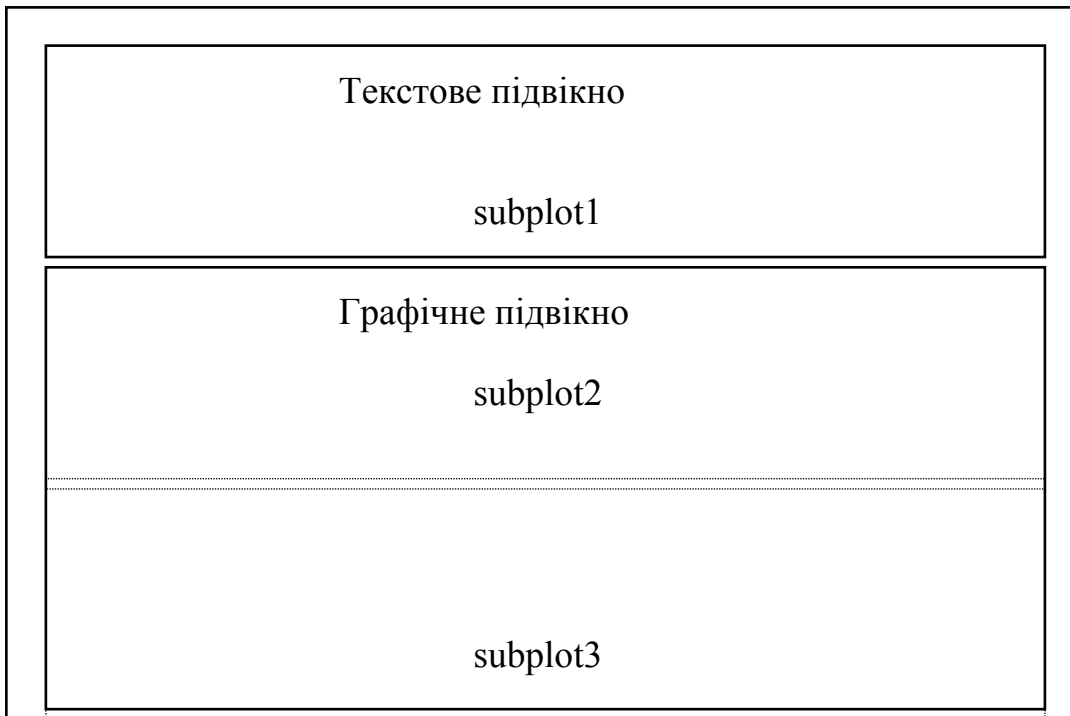 Текстове підвікно
subplot1
Графічне підвікно
subplot2
subplot3